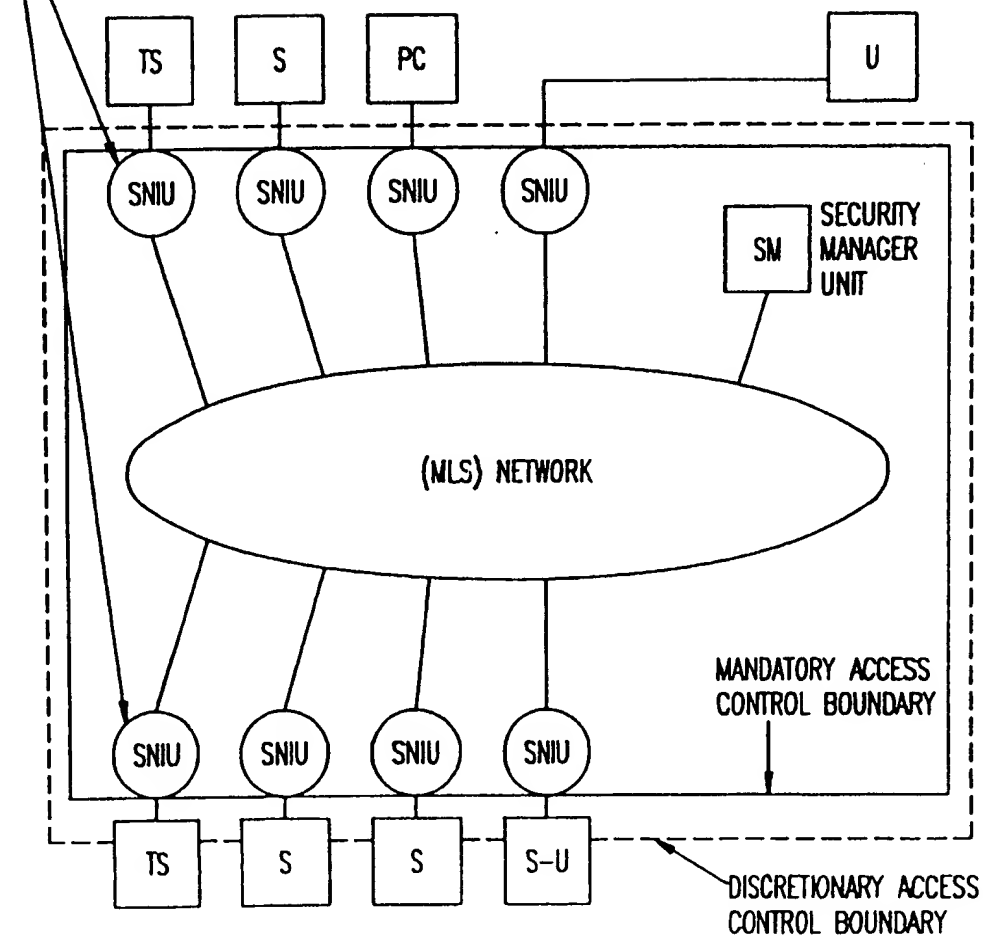 TS
S
PC
U
SNIU
SNIU
SNIU
SNIU
SM
SECURITY
MANAGER
UNIT
(MLS) NETWORK
MANDATORY ACCESS
CONTROL BOUNDARY
SNIU
SNIU
SNIU
SNIU
TS
S
S
S-U
DISCRETIONARY ACCESS
CONTROL BOUNDARY